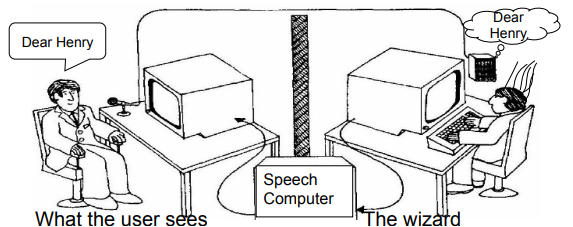 Dear Henry
Dear
Henry
Speech
Computer
What the user sees
The wizard